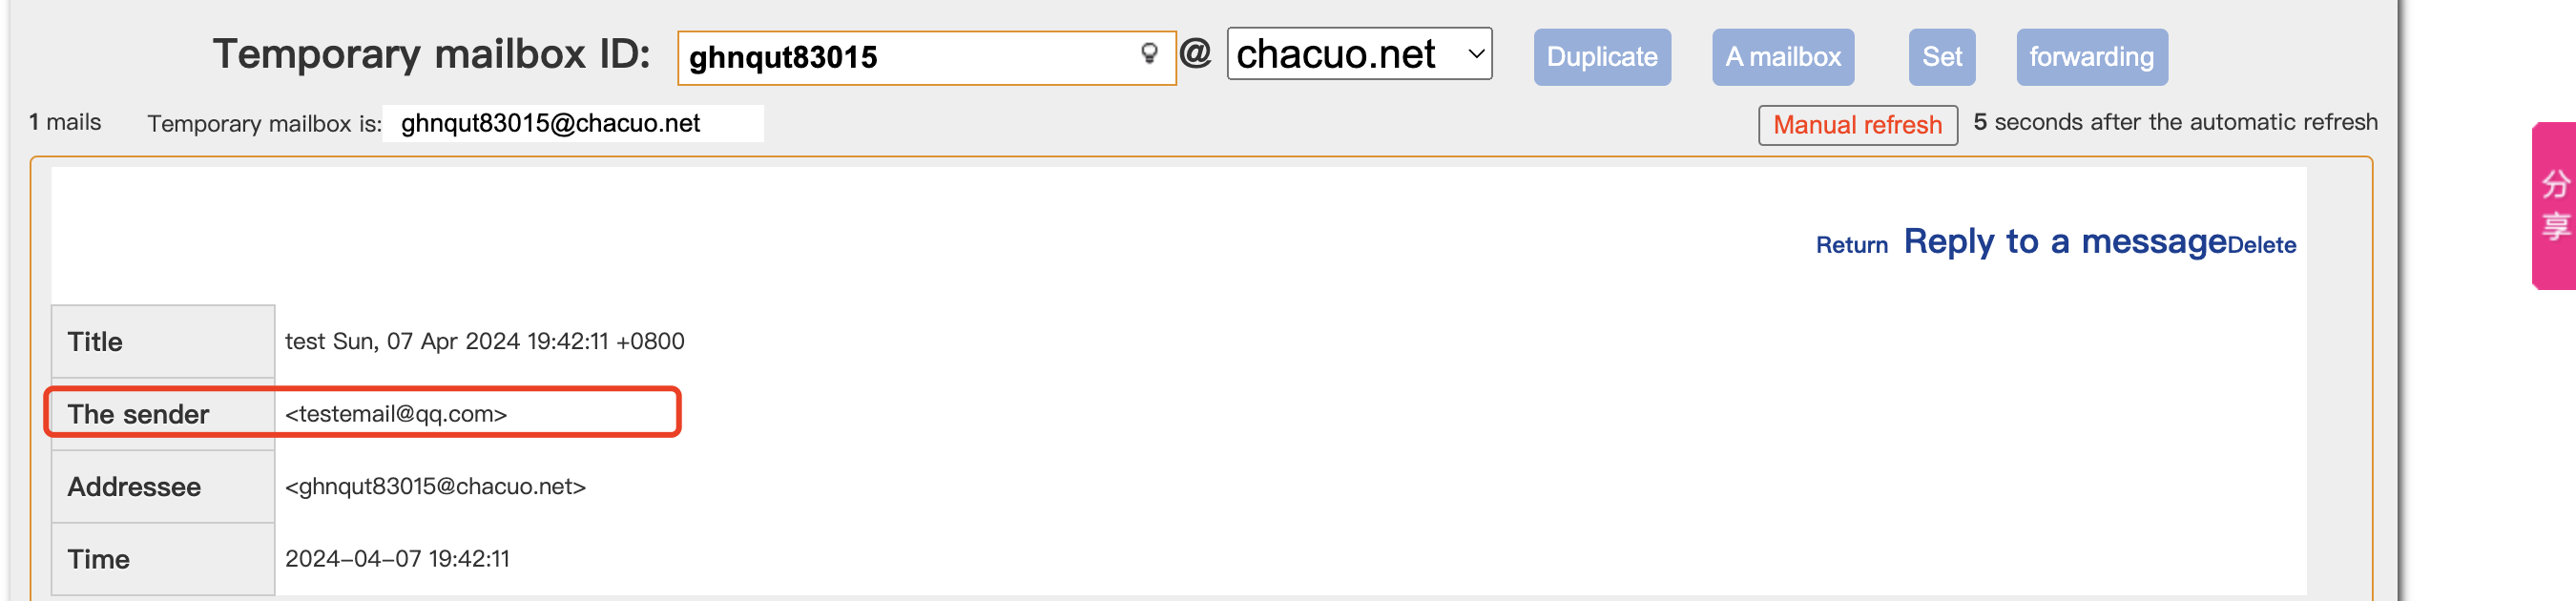 Temporary mailbox ID: ghnqut83015 @ chacuo.net Duplicate A mailbox Set forwarding
1 mails Temporary mailbox is: ghnqut83015@chacuo.net Manual refresh 5 seconds after the automatic refresh
分享
Return Reply to a message Delete
Title test Sun, 07 Apr 2024 19:42:11 +0800
The sender <testemail@qq.com>
Addressee <ghnqut83015@chacuo.net>
Time 2024-04-07 19:42:11